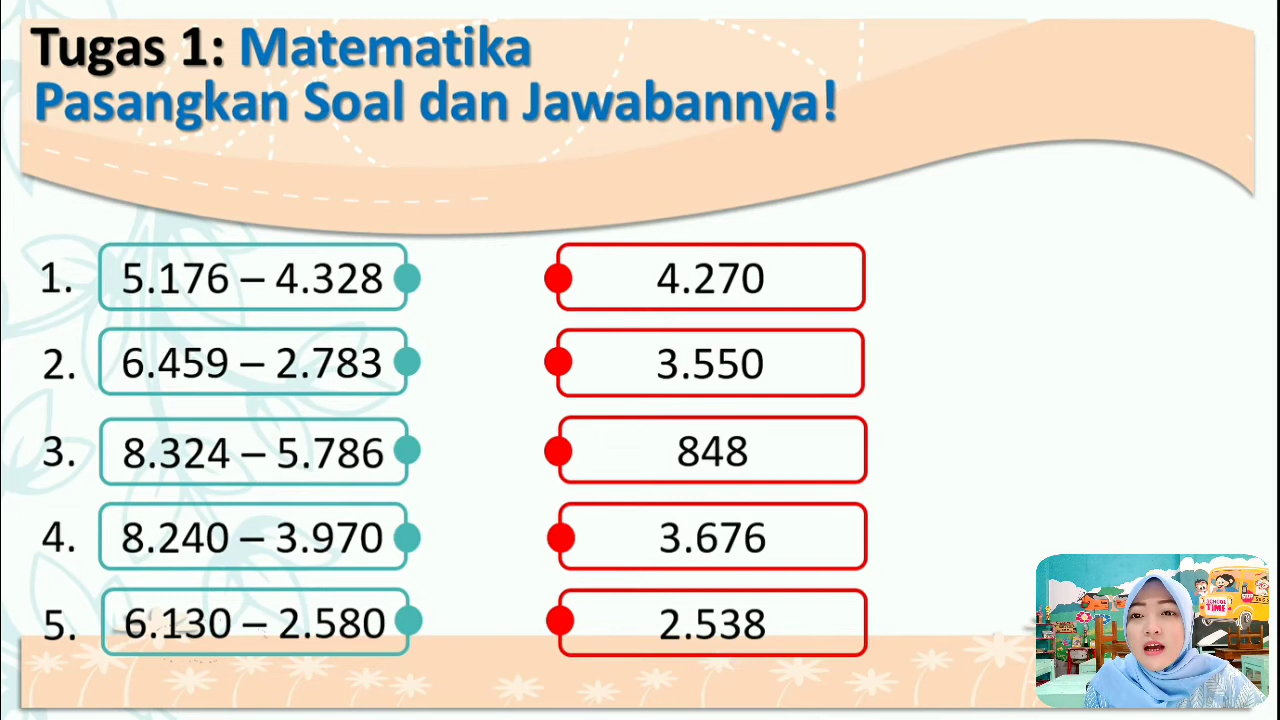 Tugas 1: Matematika
Pasangkan Soal dan Jawabannya!
1. 5.176 – 4.328 4.270
2. 6.459 – 2.783 3.550
3. 8.324 – 5.786 848
4. 8.240 – 3.970 3.676
5. 6.130 – 2.580 2.538
SCHOOL
TIME